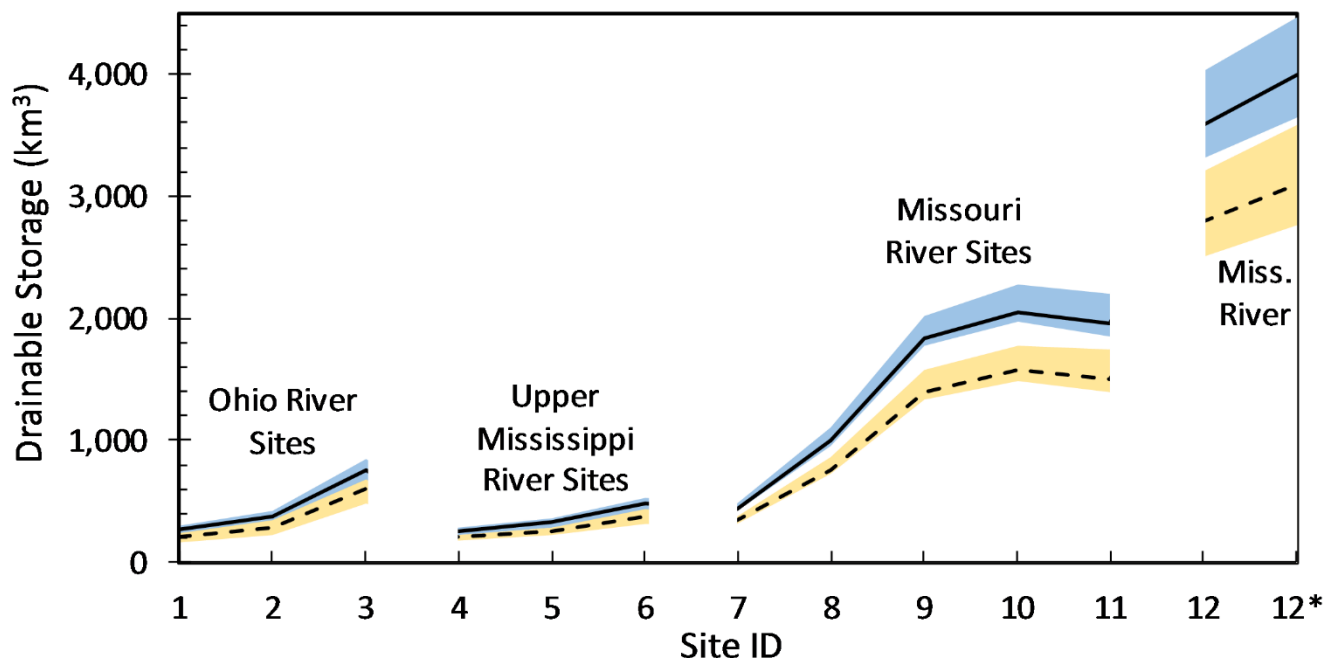 Drainable Storage (km³)
4,000
3,000
2,000
1,000
0
Ohio River
Sites
Upper
Mississippi
River Sites
Missouri
River Sites
Miss.
River
1 2 3 4 5 6 7 8 9 10 11 12 12*
Site ID